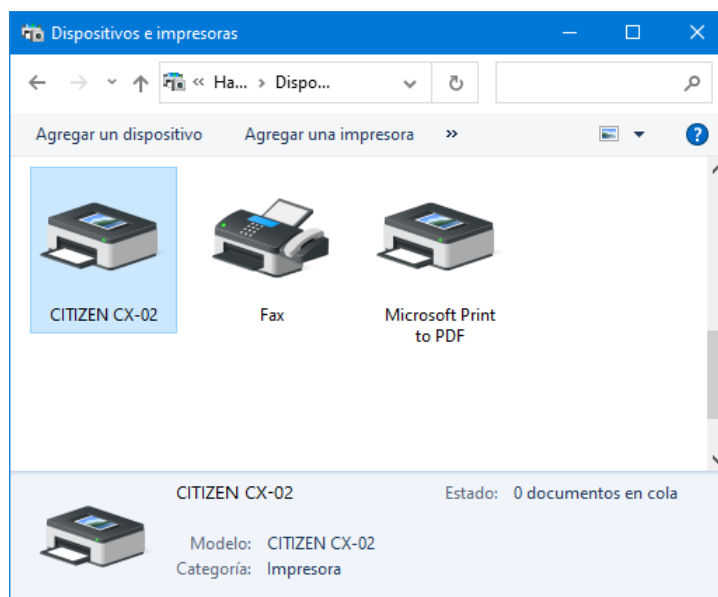 Dispositivos e impresoras
« Ha... › Dispo...
Agregar un dispositivo Agregar una impresora »
CITIZEN CX-02 Fax Microsoft Print
to PDF
CITIZEN CX-02 Estado: 0 documentos en cola
Modelo: CITIZEN CX-02
Categoría: Impresora